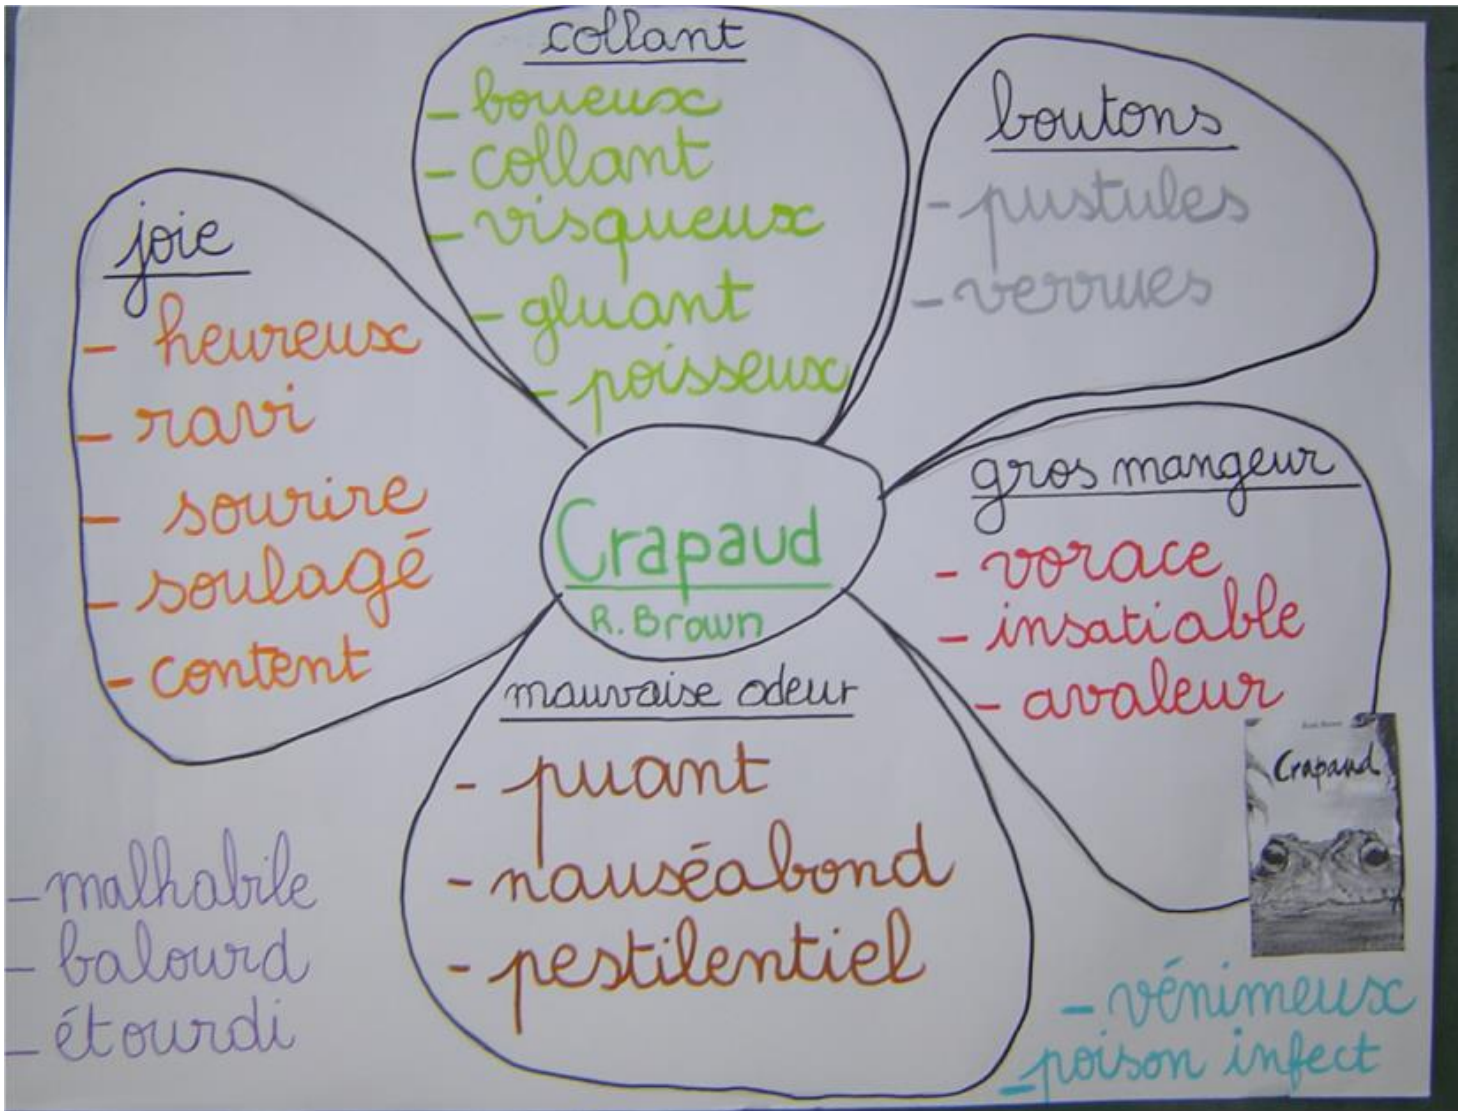 collant
- boueux
- collant
- visqueux
- gluant
- poisseux
boutons
- pustules
- verrues
joie
- heureux
- ravi
- sourire
- soulagé
- content
Crapaud
R. Brown
gros mangeur
- vorace
- insatiable
- avaleur
mauvaise odeur
- puant
- nauséabond
- pestilentiel
Crapaud
- malhabile
- balourd
- étourdi
- vénimeux
- poison infect